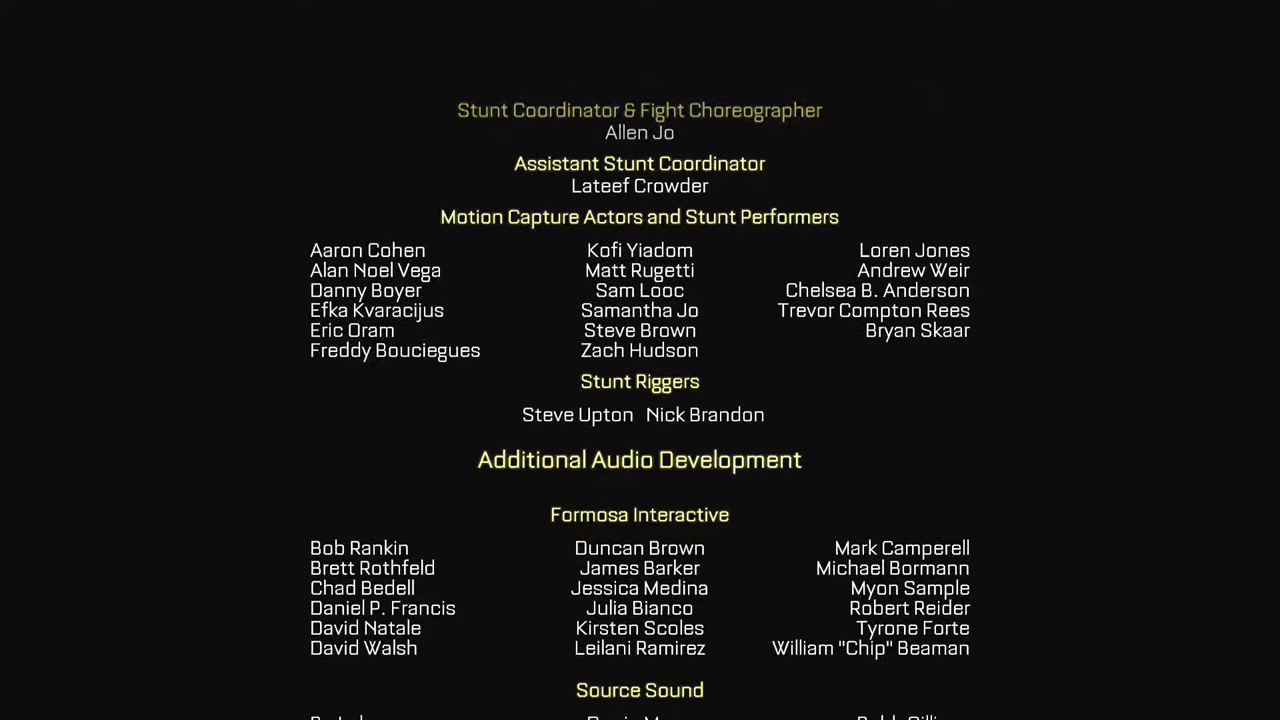 Stunt Coordinator & Fight Choreographer
Allen Jo
Assistant Stunt Coordinator
Lateef Crowder
Motion Capture Actors and Stunt Performers
Aaron Cohen Kofi Yiadom Loren Jones
Alan Noel Vega Matt Rugetti Andrew Weir
Danny Boyer Sam Looc Chelsea B. Anderson
Efka Kvaracijus Samantha Jo Trevor Compton Rees
Eric Oram Steve Brown Bryan Skaar
Freddy Bouciegues Zach Hudson
Stunt Riggers
Steve Upton Nick Brandon
Additional Audio Development
Formosa Interactive
Bob Rankin Duncan Brown Mark Camperell
Brett Rothfeld James Barker Michael Bormann
Chad Bedell Jessica Medina Myon Sample
Daniel P. Francis Julia Bianco Robert Reider
David Natale Kirsten Scoles Tyrone Forte
David Walsh Leilani Ramirez William "Chip" Beaman
Source Sound